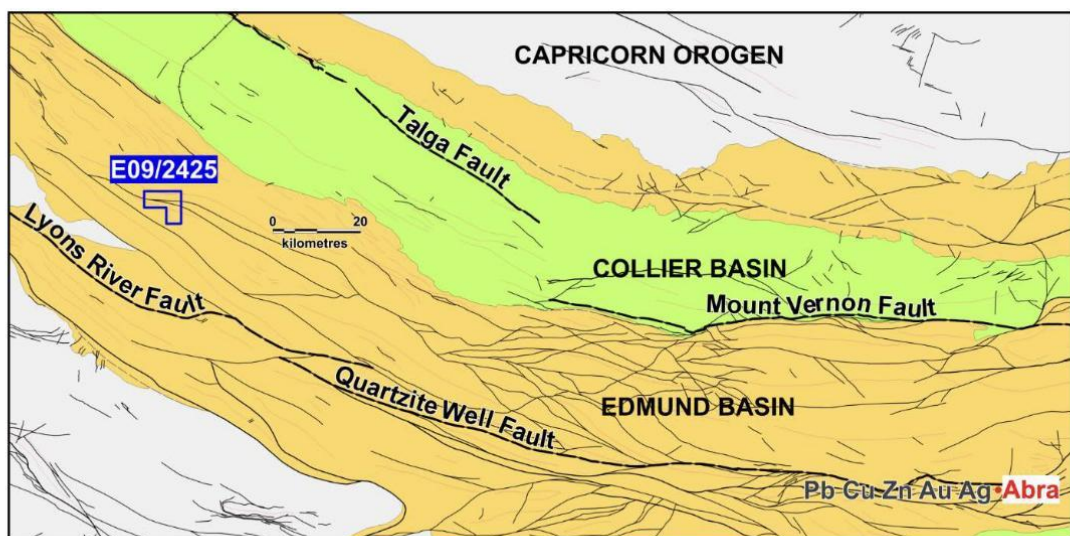 CAPRICORN OROGEN
Talga Fault
E09/2425
Lyons River Fault
0 20
kilometres
COLLIER BASIN
Mount Vernon Fault
Quartzite Well Fault
EDMUND BASIN
Pb Cu Zn Au Ag Abra